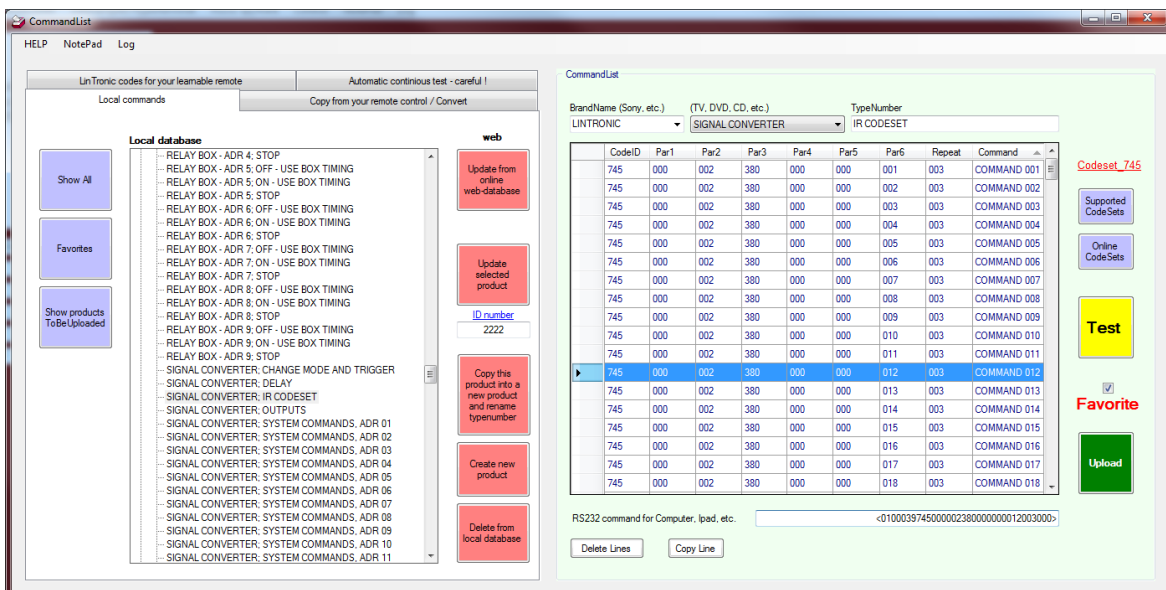 CommandList
HELP NotePad Log
LinTronic codes for your learnable remote
Automatic continious test - careful !
Local commands
Copy from your remote control / Convert
Local database
web
Show All
Favorites
Show products
ToBeUploaded
RELAY BOX - ADR 4; STOP
RELAY BOX - ADR 5; OFF - USE BOX TIMING
RELAY BOX - ADR 5; ON - USE BOX TIMING
RELAY BOX - ADR 5; STOP
RELAY BOX - ADR 6; OFF - USE BOX TIMING
RELAY BOX - ADR 6; ON - USE BOX TIMING
RELAY BOX - ADR 6; STOP
RELAY BOX - ADR 7; OFF - USE BOX TIMING
RELAY BOX - ADR 7; ON - USE BOX TIMING
RELAY BOX - ADR 7; STOP
RELAY BOX - ADR 8; OFF - USE BOX TIMING
RELAY BOX - ADR 8; ON - USE BOX TIMING
RELAY BOX - ADR 8; STOP
RELAY BOX - ADR 9; OFF - USE BOX TIMING
RELAY BOX - ADR 9; ON - USE BOX TIMING
RELAY BOX - ADR 9; STOP
SIGNAL CONVERTER; CHANGE MODE AND TRIGGER
SIGNAL CONVERTER; DELAY
SIGNAL CONVERTER; IR CODESET
SIGNAL CONVERTER; OUTPUTS
SIGNAL CONVERTER; SYSTEM COMMANDS, ADR 01
SIGNAL CONVERTER; SYSTEM COMMANDS, ADR 02
SIGNAL CONVERTER; SYSTEM COMMANDS, ADR 03
SIGNAL CONVERTER; SYSTEM COMMANDS, ADR 04
SIGNAL CONVERTER; SYSTEM COMMANDS, ADR 05
SIGNAL CONVERTER; SYSTEM COMMANDS, ADR 06
SIGNAL CONVERTER; SYSTEM COMMANDS, ADR 07
SIGNAL CONVERTER; SYSTEM COMMANDS, ADR 08
SIGNAL CONVERTER; SYSTEM COMMANDS, ADR 09
SIGNAL CONVERTER; SYSTEM COMMANDS, ADR 10
SIGNAL CONVERTER; SYSTEM COMMANDS, ADR 11
Update from
online
web-database
Update
selected
product
ID number
2222
Copy this
product into a
new product
and rename
typenumber
Create new
product
Delete from
local database
CommandList
BrandName (Sony, etc.) (TV, DVD, CD, etc.) TypeNumber
LINTRONIC SIGNAL CONVERTER IR CODESET
CodeID Par1 Par2 Par3 Par4 Par5 Par6 Repeat Command
745 000 002 380 000 000 001 003 COMMAND 001
745 000 002 380 000 000 002 003 COMMAND 002
745 000 002 380 000 000 003 003 COMMAND 003
745 000 002 380 000 000 004 003 COMMAND 004
745 000 002 380 000 000 005 003 COMMAND 005
745 000 002 380 000 000 006 003 COMMAND 006
745 000 002 380 000 000 007 003 COMMAND 007
745 000 002 380 000 000 008 003 COMMAND 008
745 000 002 380 000 000 009 003 COMMAND 009
745 000 002 380 000 000 010 003 COMMAND 010
745 000 002 380 000 000 011 003 COMMAND 011
745 000 002 380 000 000 012 003 COMMAND 012
745 000 002 380 000 000 013 003 COMMAND 013
745 000 002 380 000 000 014 003 COMMAND 014
745 000 002 380 000 000 015 003 COMMAND 015
745 000 002 380 000 000 016 003 COMMAND 016
745 000 002 380 000 000 017 003 COMMAND 017
745 000 002 380 000 000 018 003 COMMAND 018
Codeset_745
Supported
CodeSets
Online
CodeSets
Test
Favorite
Upload
RS232 command for Computer, Ipad, etc. <0100039745000002380000000012003000>
Delete Lines Copy Line